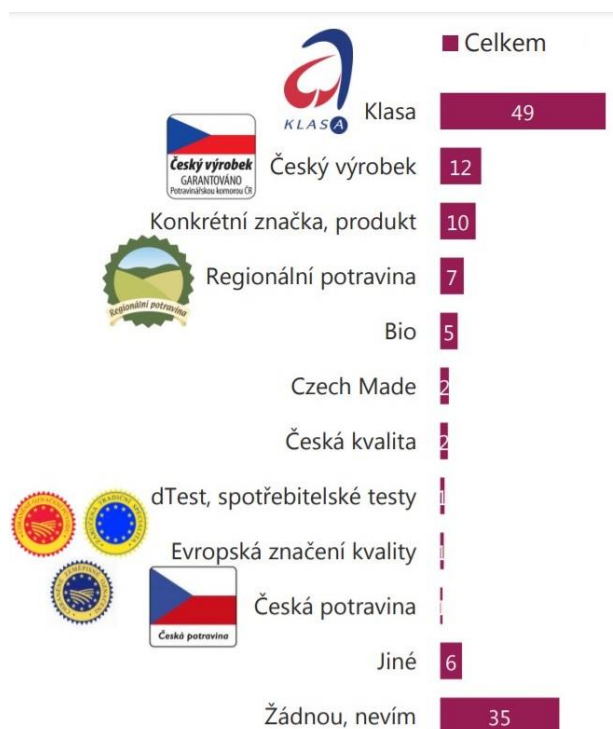 Celkem
KLASA
Klasa 49
Český výrobek
GARANTOVÁNO
Potravinářskou komorou ČR
Český výrobek 12
Konkrétní značka, produkt 10
Regionální potravina
Regionální potravina 7
Bio 5
Czech Made 2
Česká kvalita 2
dTest, spotřebitelské testy 1
Evropská značení kvality 1
Česká potravina
Česká potravina
Jiné 6
Žádnou, nevím 35